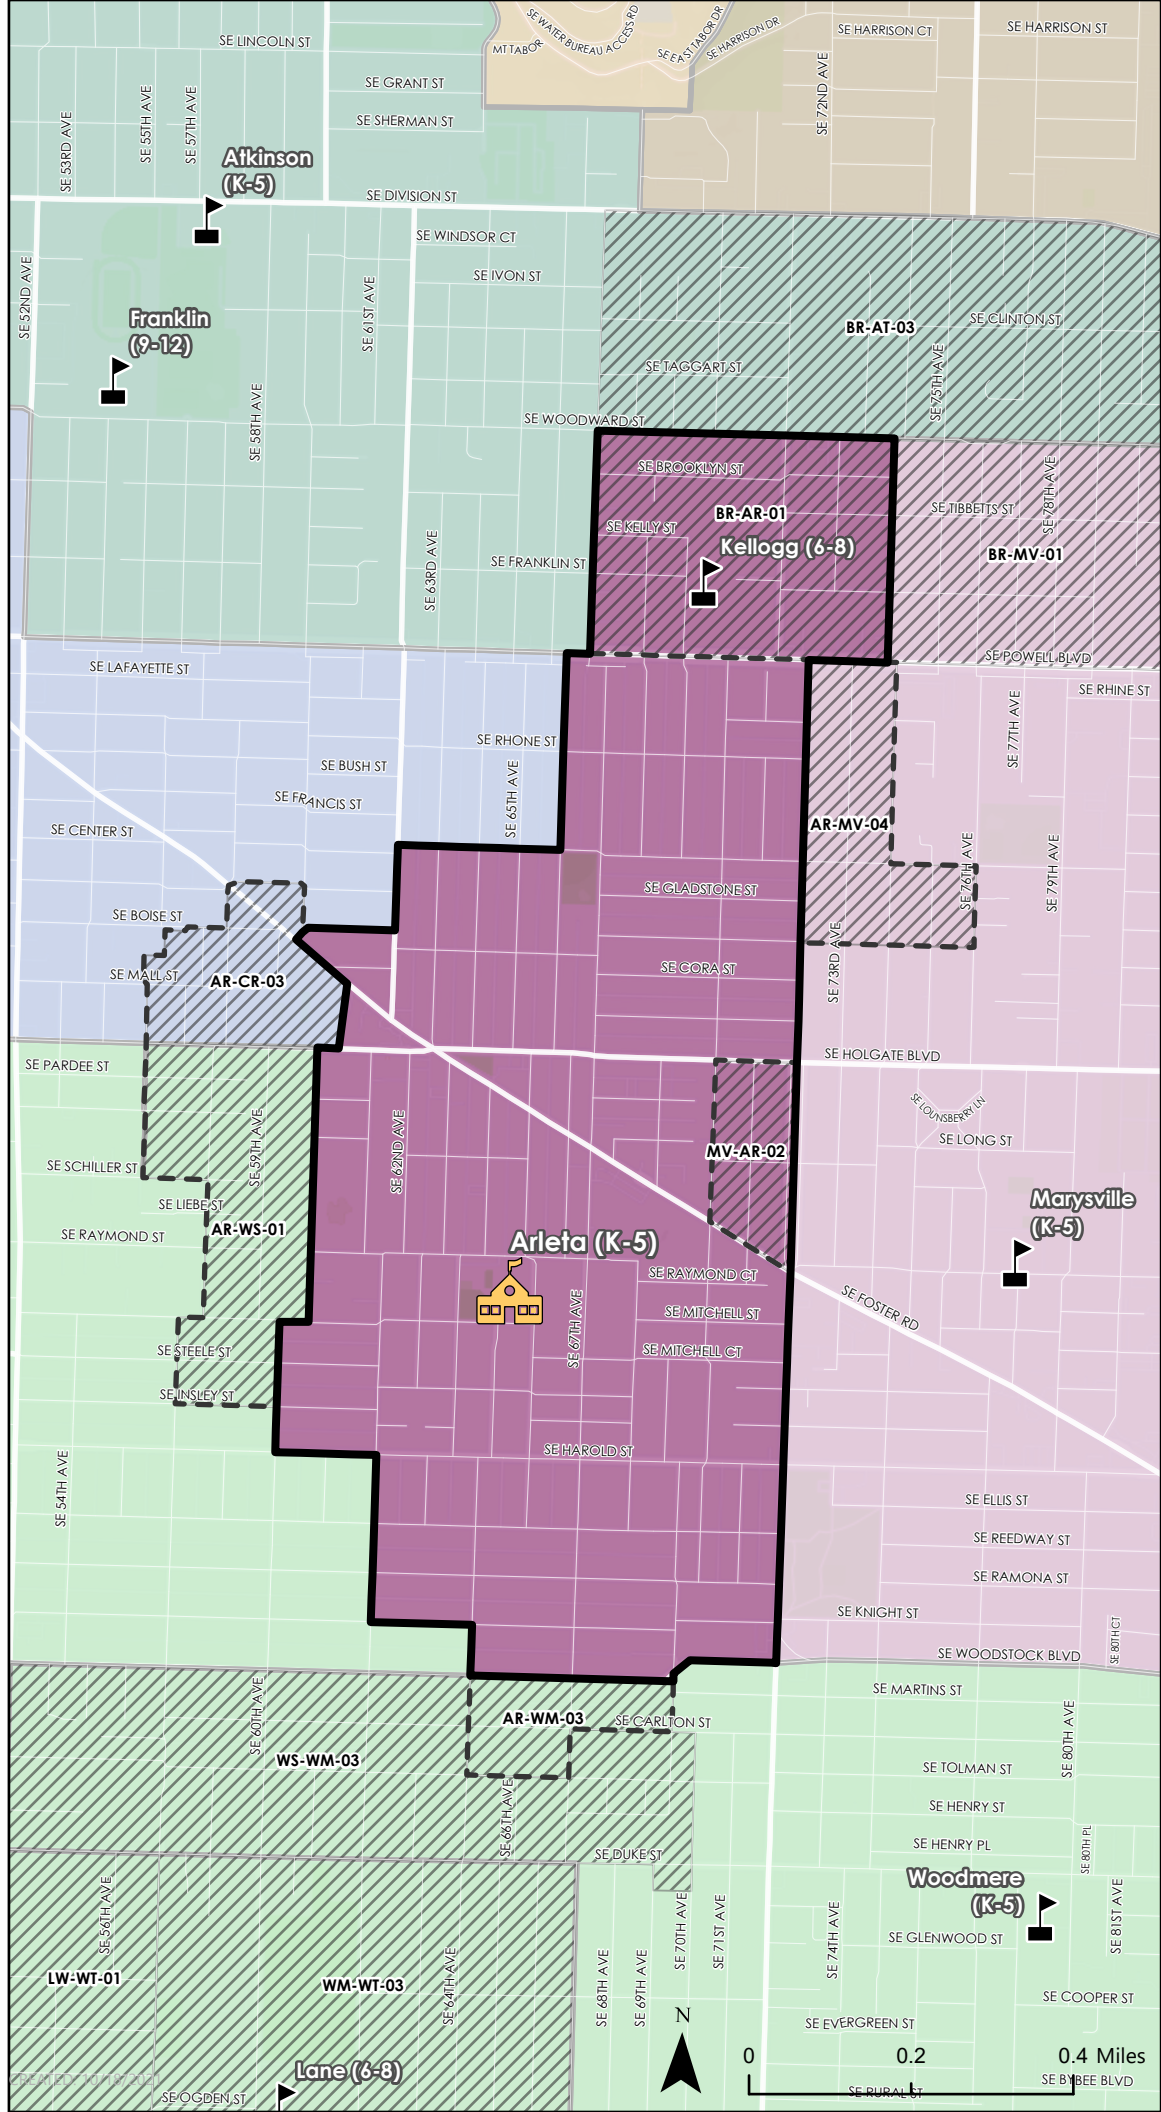 SE LINCOLN ST
MT TABOR
SE WATER BUREAU ACCESS RD
SE EAST TABOR DR
SE HARRISON DR
SE HARRISON CT
SE HARRISON ST
SE GRANT ST
SE SHERMAN ST
SE 72ND AVE
SE 53RD AVE
SE 55TH AVE
SE 57TH AVE
Atkinson
(K-5)
SE DIVISION ST
SE WINDSOR CT
SE IVON ST
SE 52ND AVE
SE 61ST AVE
Franklin
(9-12)
BR-AT-03
SE CLINTON ST
SE TAGGART ST
SE 75TH AVE
SE 58TH AVE
SE WOODWARD ST
SE BROOKLYN ST
BR-AR-01
SE KELLY ST
Kellogg (6-8)
SE TIBBETTS ST
SE 78TH AVE
BR-MV-01
SE 63RD AVE
SE FRANKLIN ST
SE POWELL BLVD
SE LAFAYETTE ST
SE RHINE ST
SE 77TH AVE
SE RHONE ST
SE BUSH ST
SE 65TH AVE
SE FRANCIS ST
SE CENTER ST
AR-MV-04
SE 76TH AVE
SE 79TH AVE
SE GLADSTONE ST
SE BOISE ST
SE 73RD AVE
SE MALL ST
AR-CR-03
SE CORA ST
SE HOLGATE BLVD
SE PARDEE ST
SE LOUNSBERRY LN
SE LONG ST
SE 59TH AVE
SE 62ND AVE
MV-AR-02
SE SCHILLER ST
SE LIEBE ST
SE RAYMOND ST
AR-WS-01
Marysville
(K-5)
Arleta (K-5)
SE RAYMOND CT
SE MITCHELL ST
SE FOSTER RD
SE 67TH AVE
SE MITCHELL CT
SE STEELE ST
SE INSLEY ST
SE HAROLD ST
SE 54TH AVE
SE ELLIS ST
SE REEDWAY ST
SE RAMONA ST
SE KNIGHT ST
SE 80TH CT
SE WOODSTOCK BLVD
SE MARTINS ST
SE 60TH AVE
AR-WM-03
SE CARLTON ST
SE 80TH AVE
WS-WM-03
SE TOLMAN ST
SE HENRY ST
SE 66TH AVE
SE HENRY PL
SE 80TH PL
SE DUKE ST
Woodmere
(K-5)
SE 56TH AVE
SE 64TH AVE
SE 68TH AVE
SE 69TH AVE
SE 70TH AVE
SE 71ST AVE
SE 74TH AVE
SE 81ST AVE
SE GLENWOOD ST
LW-WT-01
WM-WT-03
SE COOPER ST
N
SE EVERGREEN ST
0 0.2 0.4 Miles
Lane (6-8)
CREATED: 10/18/2021
SE BYBEE BLVD
SE OGDEN ST
SE RURAL ST